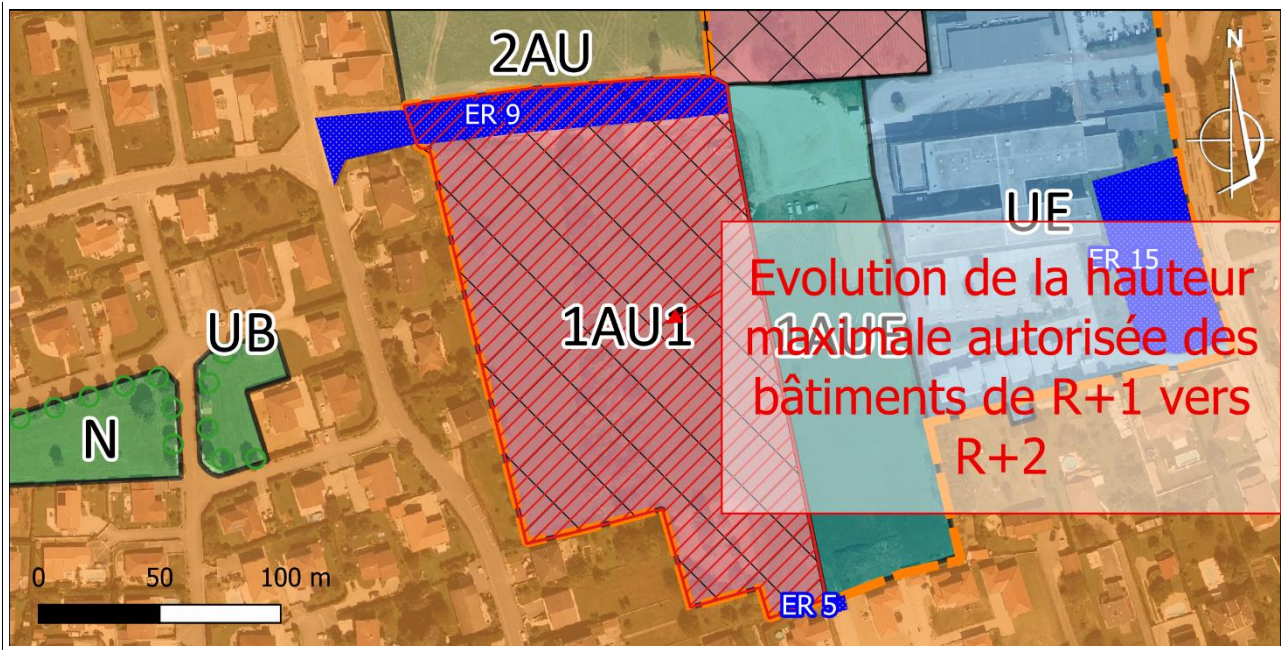 2AU
N
ER 9
UE
ER 15
Evolution de la hauteur
maximale autorisée des
bâtiments de R+1 vers
R+2
1AU1
1AUE
UB
N
0 50 100 m
ER 5